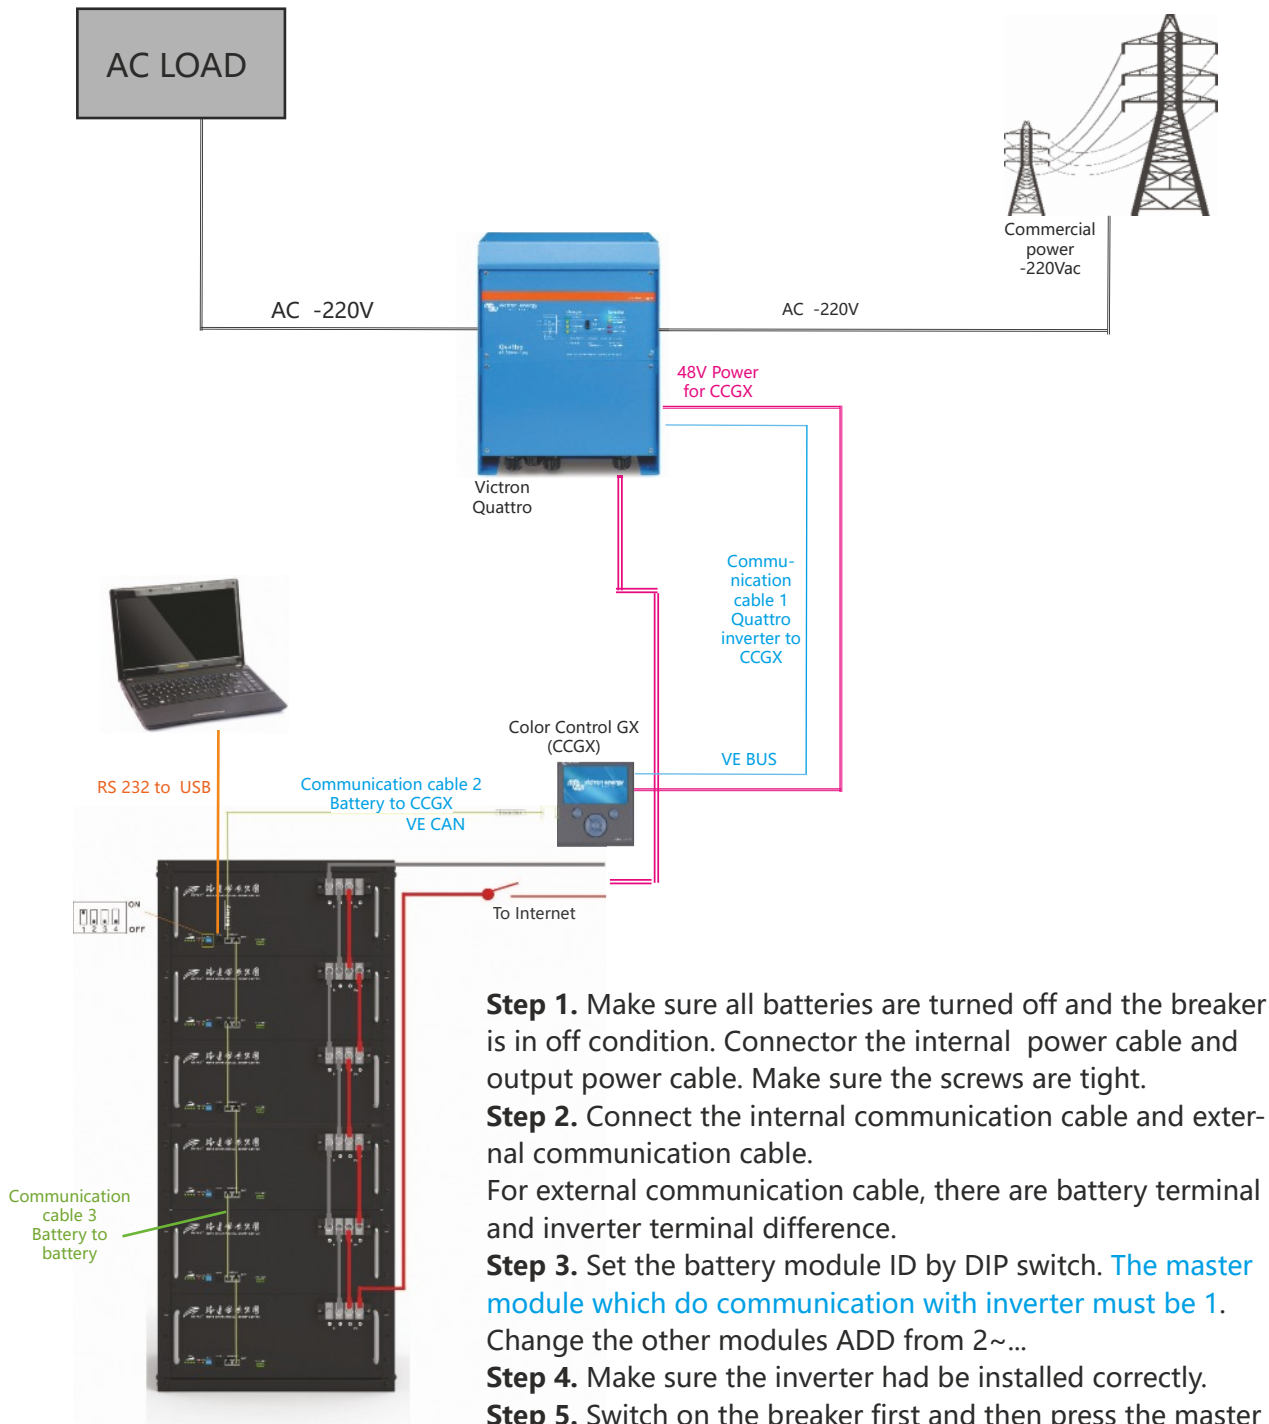 AC LOAD
Commercial
power
-220Vac
AC -220V
AC -220V
victron energy
Quattro
48V Power
for CCGX
Victron
Quattro
Commu-
nication
cable 1
Quattro
inverter to
CCGX
Color Control GX
(CCGX)
VE BUS
RS 232 to USB
Communication cable 2
Battery to CCGX
VE CAN
victron energy
To Internet
ON
1 2 3 4
OFF
Battery
Communication
cable 3
Battery to
battery
Step 1. Make sure all batteries are turned off and the breaker
is in off condition. Connector the internal power cable and
output power cable. Make sure the screws are tight.
Step 2. Connect the internal communication cable and exter-
nal communication cable.
For external communication cable, there are battery terminal
and inverter terminal difference.
Step 3. Set the battery module ID by DIP switch. The master
module which do communication with inverter must be 1.
Change the other modules ADD from 2~...
Step 4. Make sure the inverter had be installed correctly.
Step 5. Switch on the breaker first and then press the master